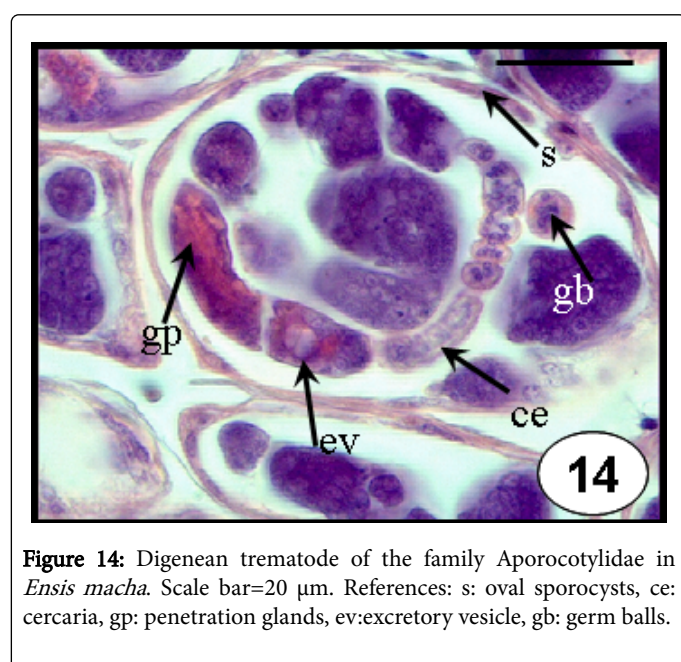 s
gb
gp
ce
ev
14
Figure 14: Digenean trematode of the family Aporocotylidae in
Ensis macha. Scale bar=20 μm. References: s: oval sporocysts, ce:
cercaria, gp: penetration glands, ev:excretory vesicle, gb: germ balls.